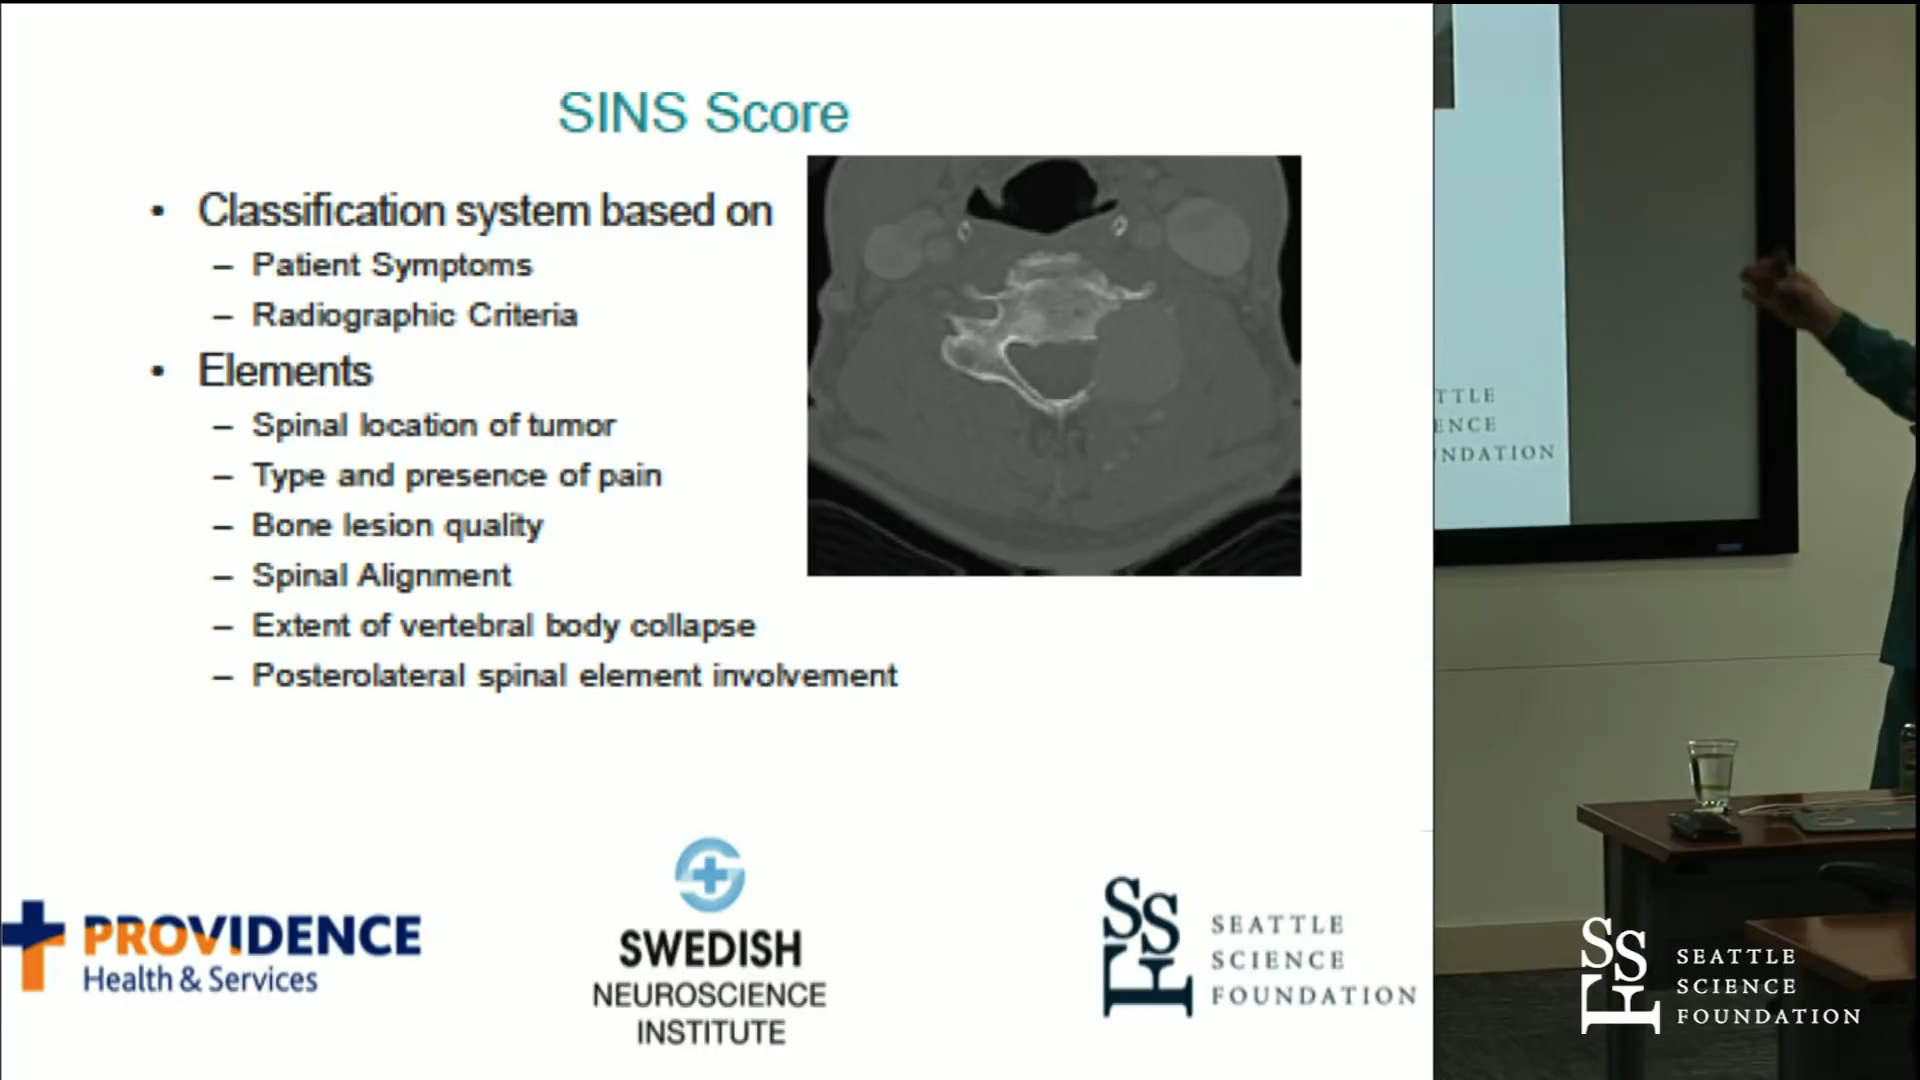 SINS Score
• Classification system based on
– Patient Symptoms
– Radiographic Criteria
• Elements
– Spinal location of tumor
– Type and presence of pain
– Bone lesion quality
– Spinal Alignment
– Extent of vertebral body collapse
– Posterolateral spinal element involvement
PROVIDENCE
Health & Services
SWEDISH
NEUROSCIENCE
INSTITUTE
SSF
SEATTLE
SCIENCE
FOUNDATION
TTLE
ENCE
NDATION
SSF
SEATTLE
SCIENCE
FOUNDATION